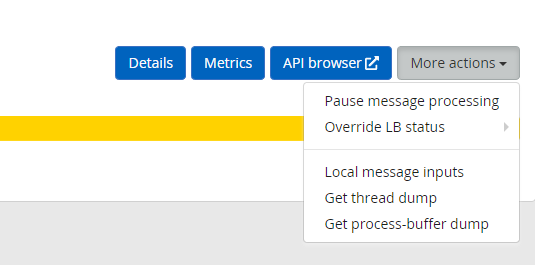 Details Metrics API browser More actions
Pause message processing
Override LB status
Local message inputs
Get thread dump
Get process-buffer dump